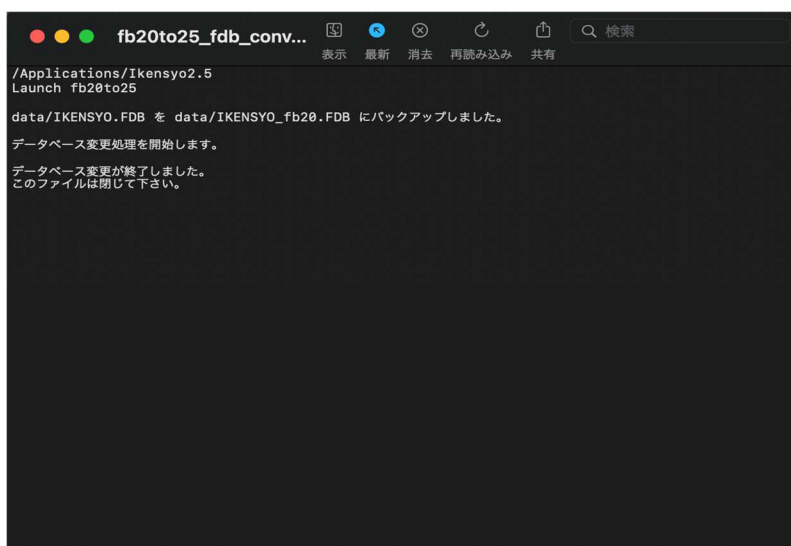 fb20to25_fdb_conv...
表示
最新
消去
再読み込み
共有
検索
/Applications/Ikensyo2.5
Launch fb20to25
data/IKENSYO.FDB を data/IKENSYO_fb20.FDB にバックアップしました。
データベース変更処理を開始します。
データベース変更が終了しました。
このファイルは閉じて下さい。